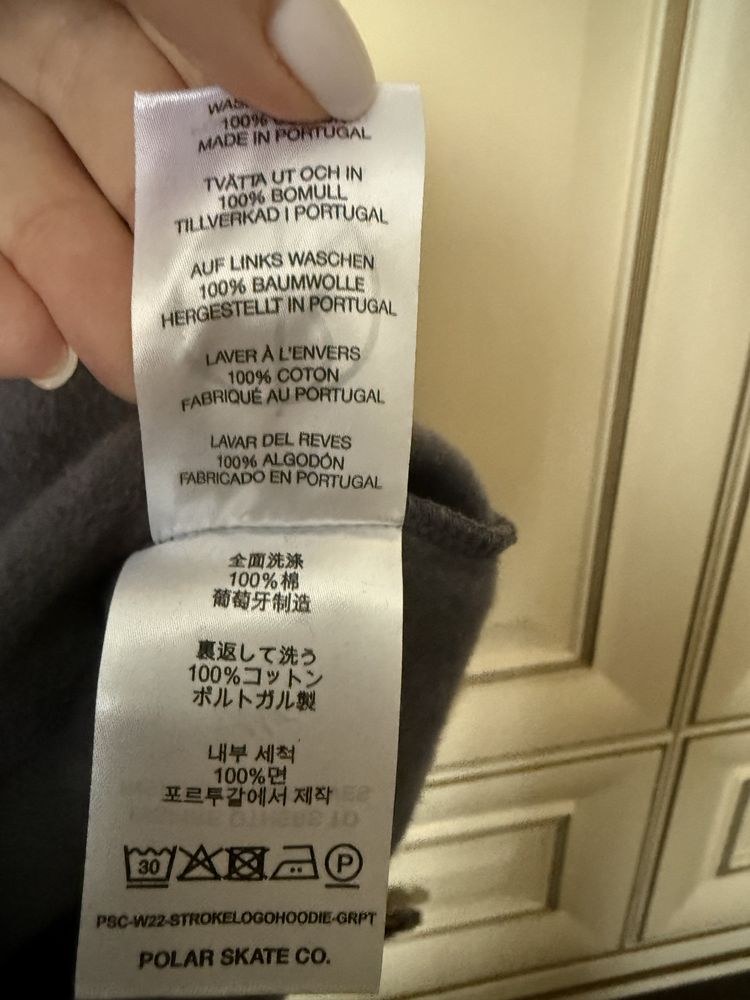 100%
MADE IN PORTUGAL
TVÄTTA UT OCH IN
100% BOMULL
TILLVERKAD I PORTUGAL
AUF LINKS WASCHEN
100% BAUMWOLLE
HERGESTELLT IN PORTUGAL
LAVER À L'ENVERS
100% COTON
FABRIQUÉ AU PORTUGAL
LAVAR DEL REVES
100% ALGODÓN
FABRICADO EN PORTUGAL
全面洗涤
100%棉
葡萄牙制造
裏返して洗う
100%コットン
ポルトガル製
내부 세척
100%면
포르투갈에서 제작
30 P
PSC-W22-STROKELOGOHOODIE-GRPT
POLAR SKATE CO.